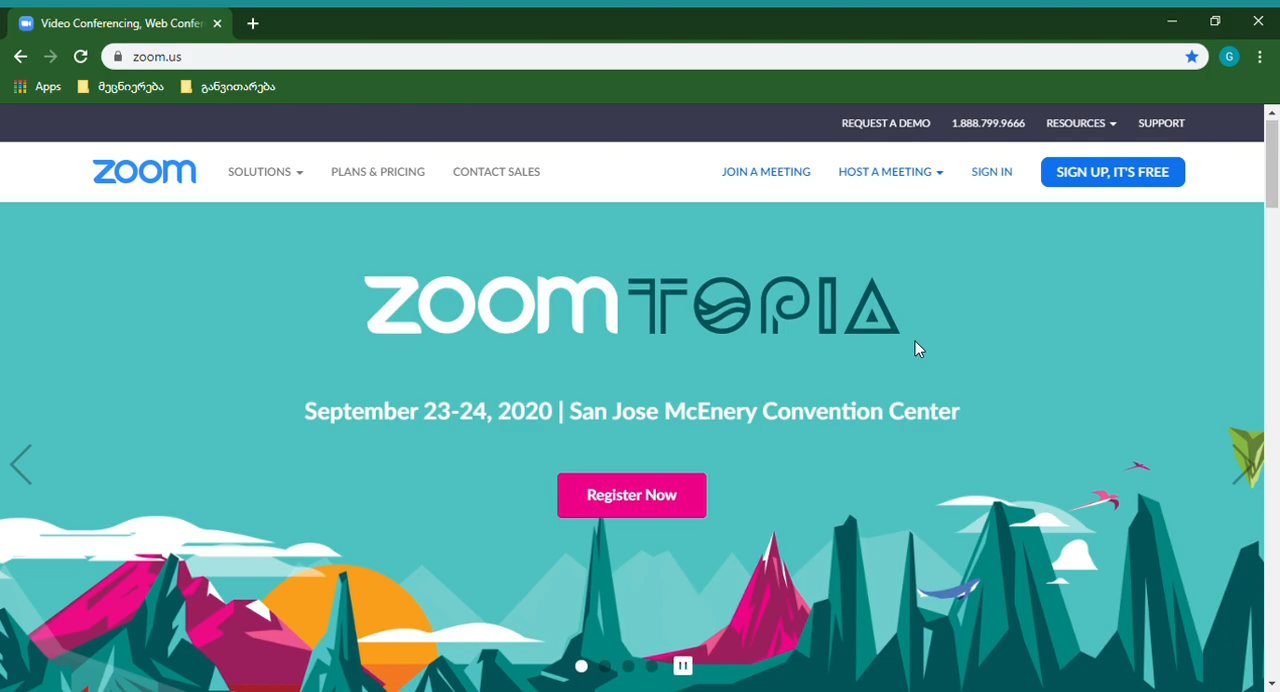 Video Conferencing, Web Confer
zoom.us
G
Apps
მეცნიერება
განვითარება
REQUEST A DEMO
1.888.799.9666
RESOURCES
SUPPORT
zoom
SOLUTIONS
PLANS & PRICING
CONTACT SALES
JOIN A MEETING
HOST A MEETING
SIGN IN
SIGN UP, IT'S FREE
zoomTOPIA
September 23-24, 2020 | San Jose McEnery Convention Center
Register Now